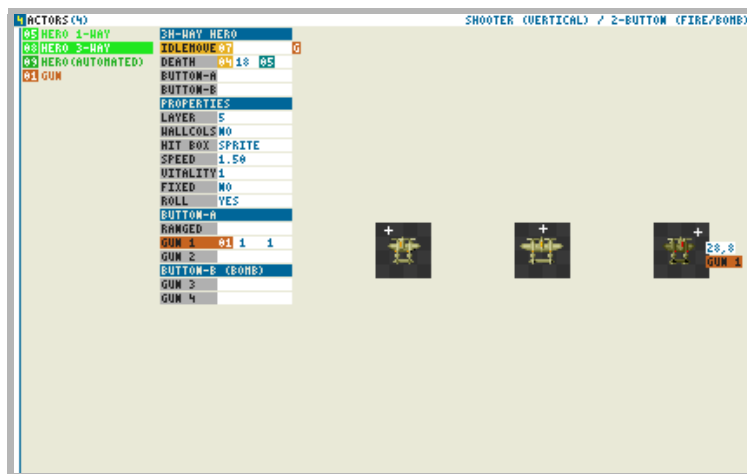 4 ACTORS(4)
SHOOTER (VERTICAL) / 2-BUTTON (FIRE/BOMB)
05 HERO 1-WAY
08 HERO 3-WAY
09 HERO(AUTOMATED)
01 GUN
3H-WAY HERO
IDLEMOVE 07 G
DEATH 04 18 05
BUTTON-A
BUTTON-B
PROPERTIES
LAYER 5
WALLCOLS NO
HIT BOX SPRITE
SPEED 1.50
VITALITY 1
FIXED NO
ROLL YES
BUTTON-A
RANGED
GUN 1 01 1 1
GUN 2
BUTTON-B (BOMB)
GUN 3
GUN 4
28,8
GUN 1